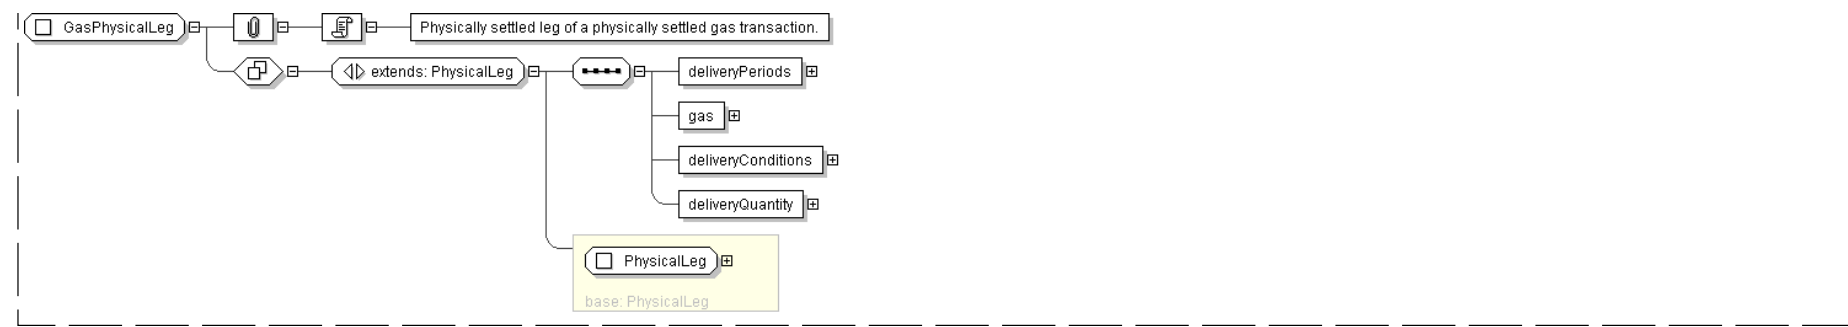 GasPhysicalLeg
Physically settled leg of a physically settled gas transaction.
extends: PhysicalLeg
deliveryPeriods
gas
deliveryConditions
deliveryQuantity
PhysicalLeg
base: PhysicalLeg